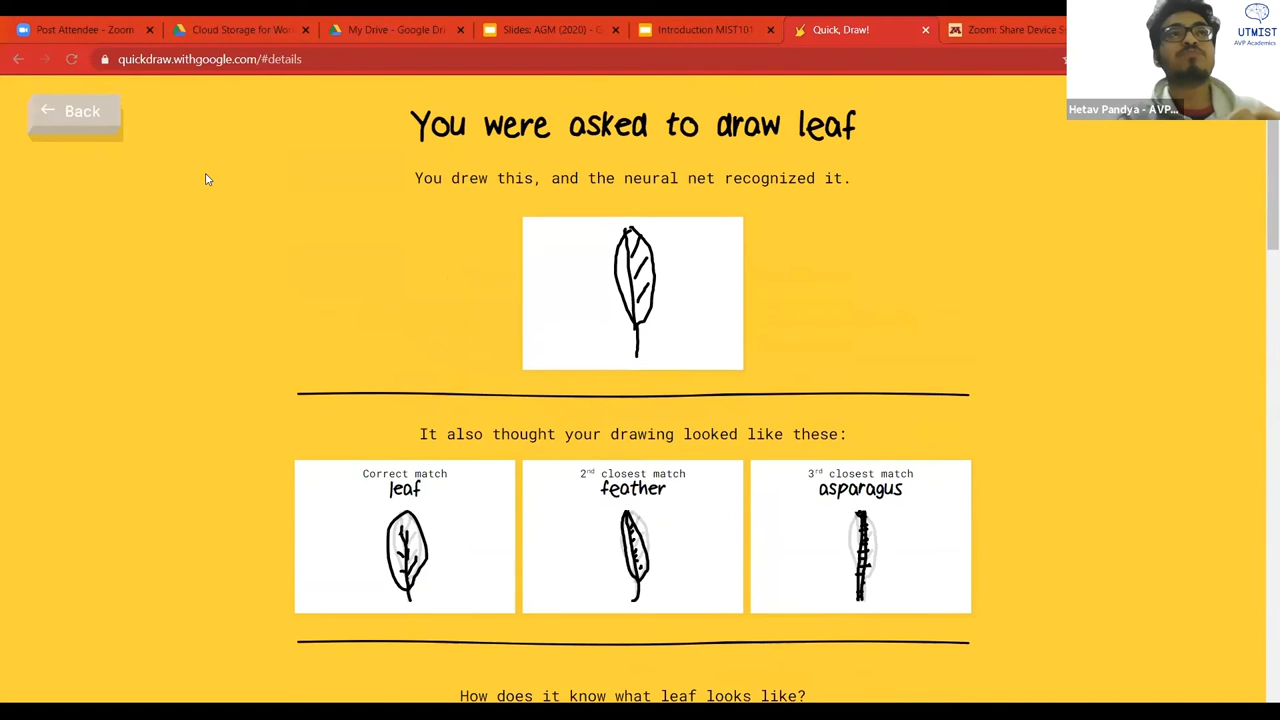 Post Attendee - Zoom
Cloud Storage for Wor
My Drive - Google Dri
Slides: AGM (2020) - G
Introduction MIST101
Quick, Draw!
Zoom: Share Device S
quickdraw.withgoogle.com/#details
UTMIST
AVP Academics
Hetav Pandya - AVP...
← Back
You were asked to draw leaf
You drew this, and the neural net recognized it.
It also thought your drawing looked like these:
Correct match
leaf
2nd closest match
feather
3rd closest match
asparagus
How does it know what leaf looks like?